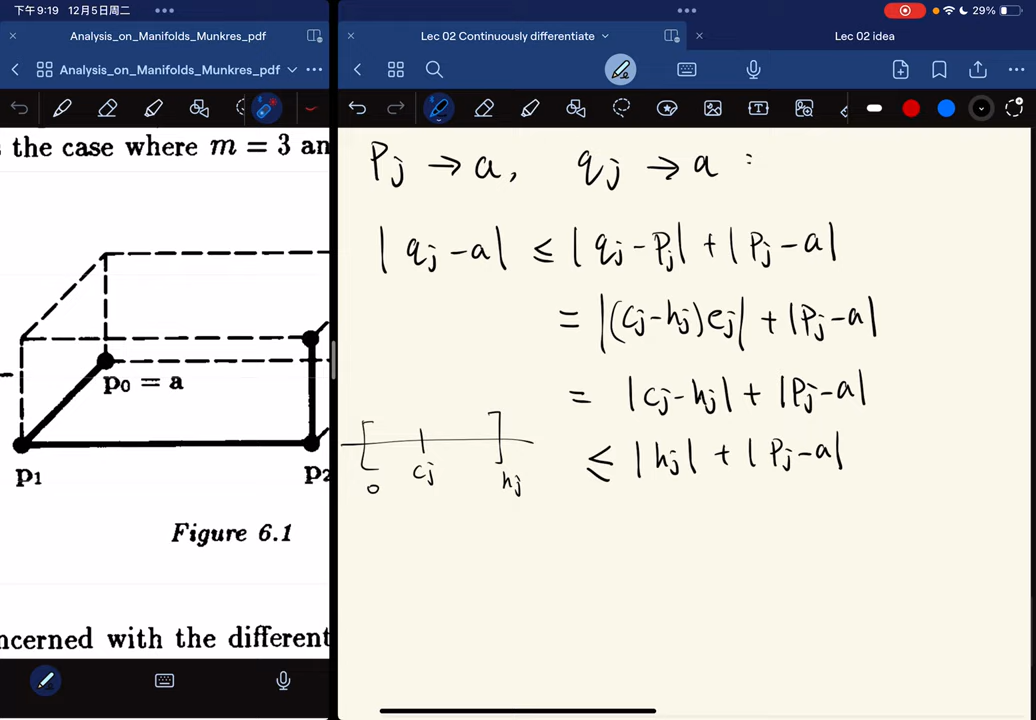 下午9:19 12月5日周二
29%
Analysis_on_Manifolds_Munkres_pdf
Lec 02 Continuously differentiate
Lec 02 idea
Analysis_on_Manifolds_Munkres_pdf
s the case where m = 3 an
p₀ = a
p₁
p₂
Figure 6.1
ncerned with the different
Pj → a, qj → a :
|qj - a| ≤ |qj - Pj| + |Pj - a|
= |(cj - hj)ej| + |Pj - a|
= |cj - hj| + |Pj - a|
≤ |hj| + |Pj - a|
0 cj hj